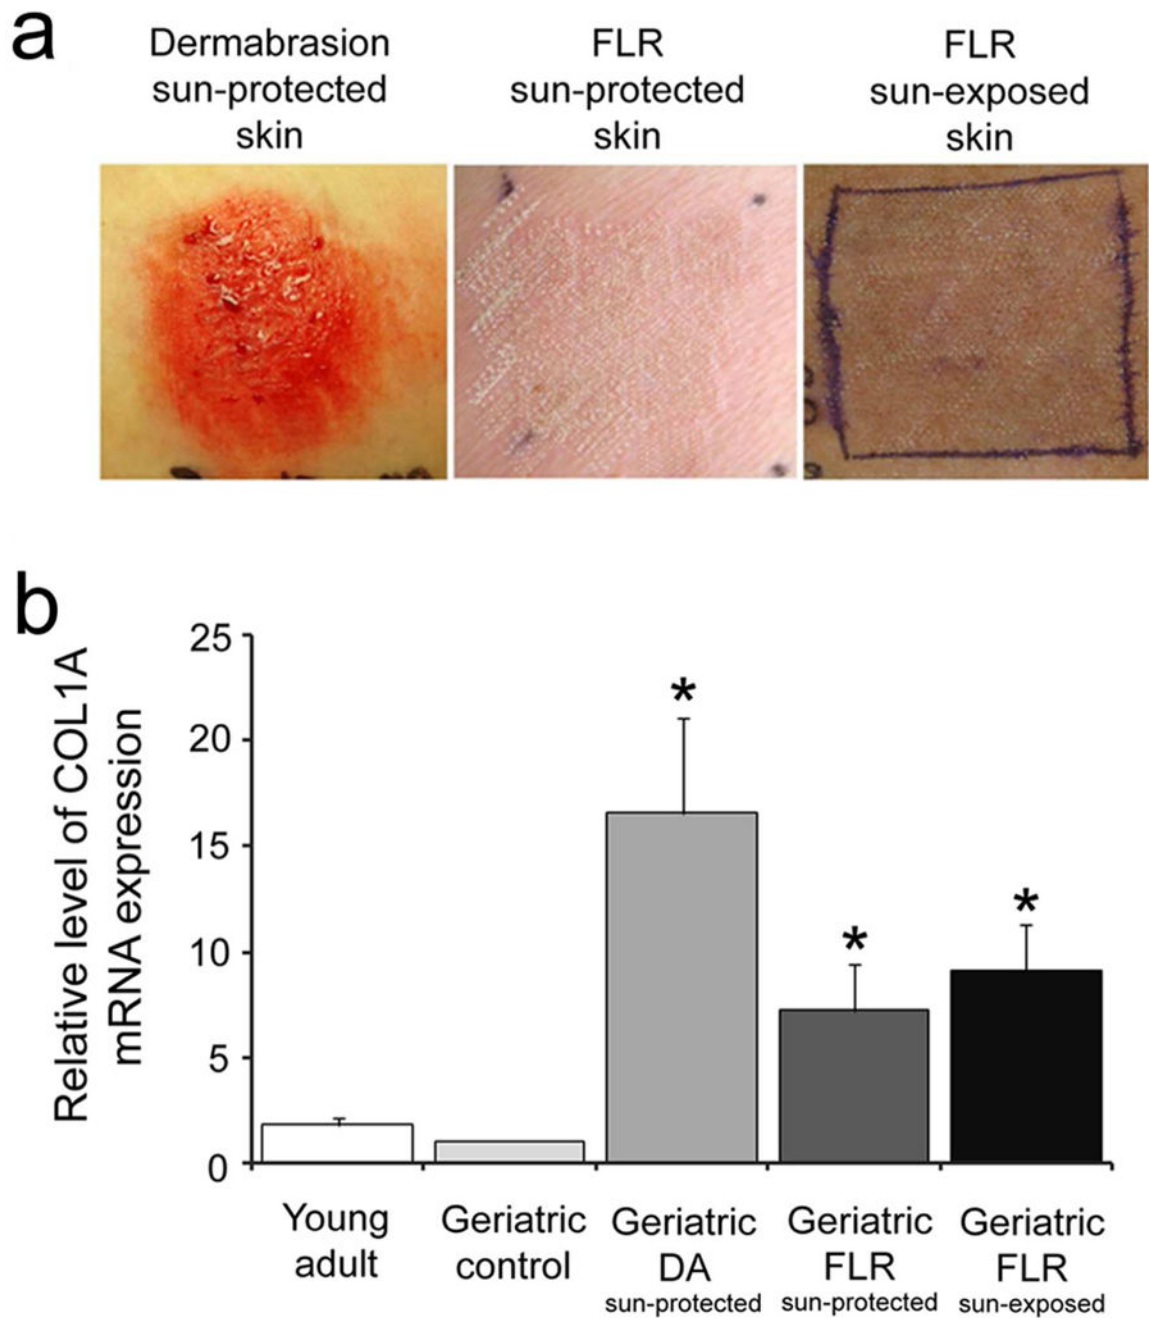 a
Dermabrasion
sun-protected
skin
FLR
sun-protected
skin
FLR
sun-exposed
skin
b
Relative level of COL1A
mRNA expression
25
20
15
10
5
0
*
*
*
Young
adult
Geriatric
control
Geriatric
DA
sun-protected
Geriatric
FLR
sun-protected
Geriatric
FLR
sun-exposed